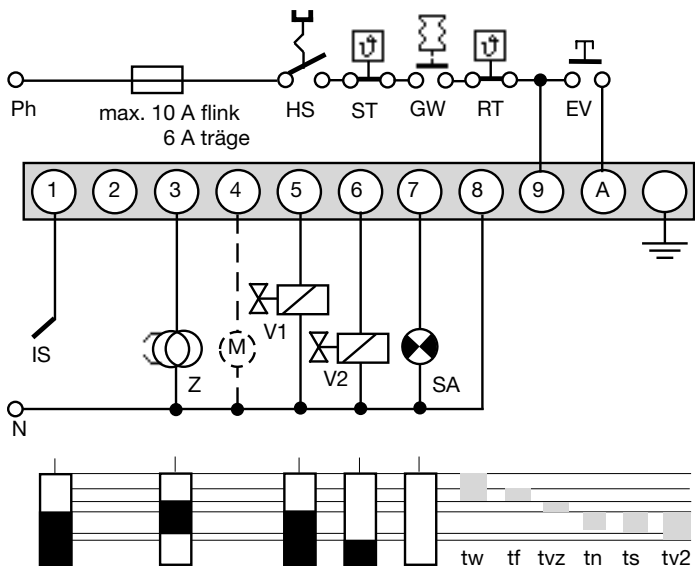 ϑ ϑ
Ph max. 10 A flink HS ST GW RT EV
6 A träge
1 2 3 4 5 6 7 8 9 A
V1
M
IS Z V2 SA
N
tw tf tvz tn ts tv2